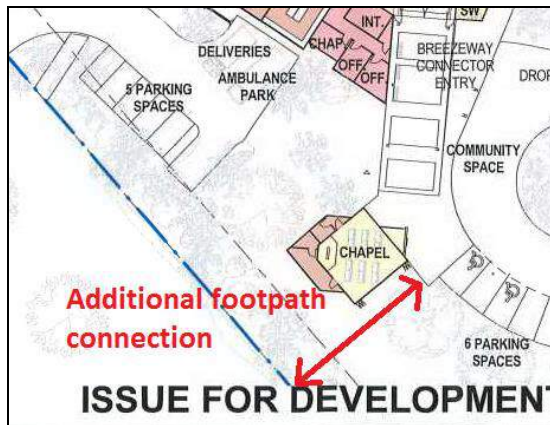 INT.
SW
CHAP.
OFF.
OFF.
DELIVERIES
AMBULANCE
PARK
BREEZEWAY
CONNECTOR
ENTRY
DROP
5 PARKING
SPACES
COMMUNITY
SPACE
CHAPEL
Additional footpath
connection
6 PARKING
SPACES
ISSUE FOR DEVELOPMENT